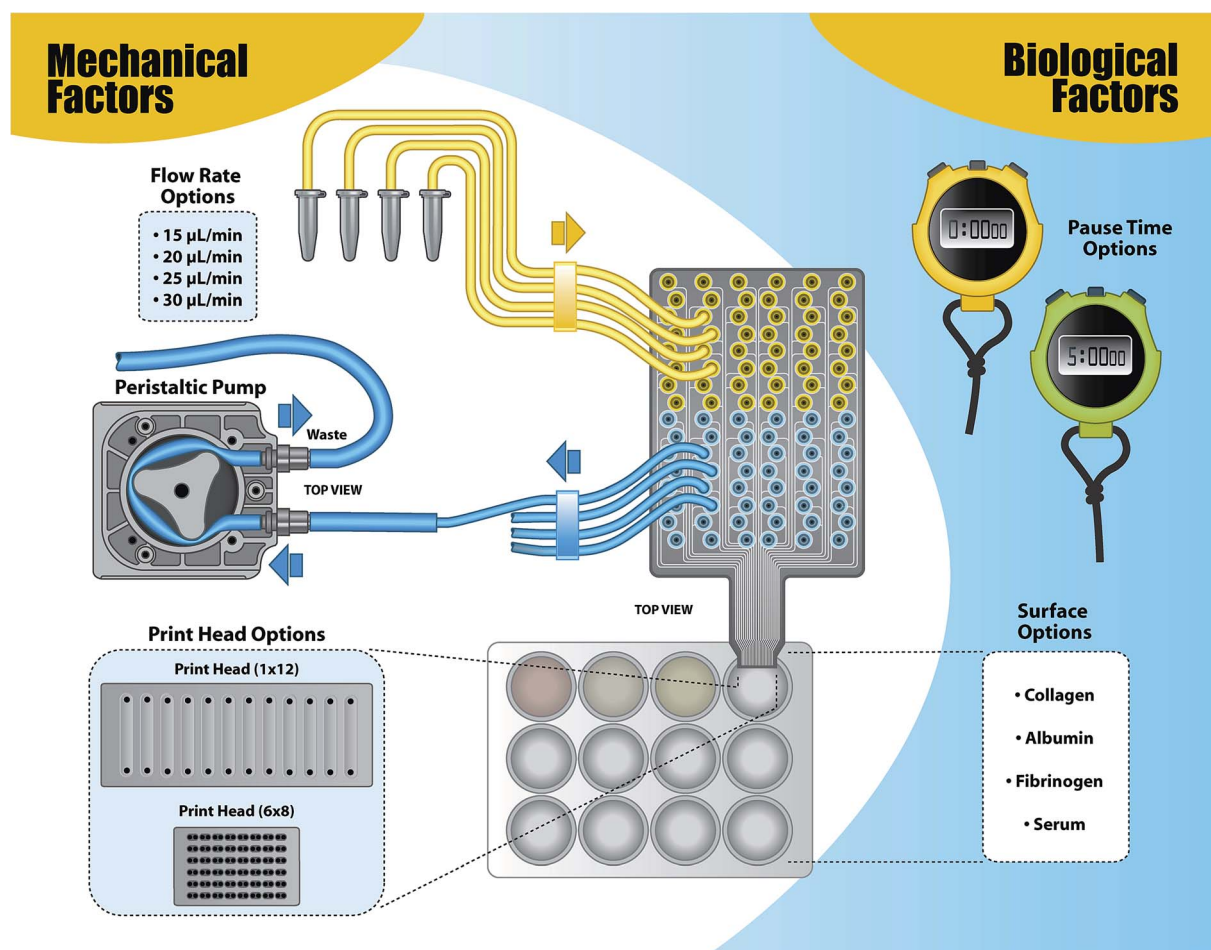 Mechanical
Factors
Biological
Factors
Flow Rate
Options
• 15 µL/min
• 20 µL/min
• 25 µL/min
• 30 µL/min
0:0000
Pause Time
Options
5:0000
Peristaltic Pump
Waste
TOP VIEW
TOP VIEW
Print Head Options
Print Head (1x12)
Print Head (6x8)
Surface
Options
• Collagen
• Albumin
• Fibrinogen
• Serum